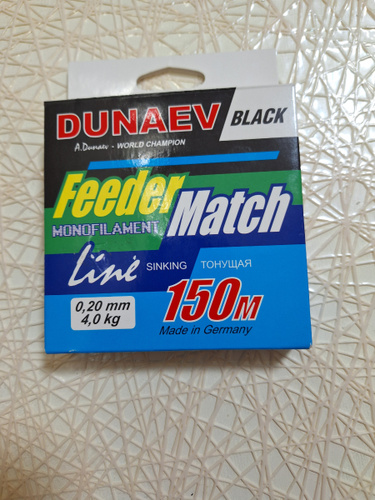 DUNAEV BLACK
A.Dunaev - WORLD CHAMPION
Feeder
MONOFILAMENT Match
Line SINKING ТОНУЩАЯ
0,20 mm 150м
4,0 kg Made in Germany